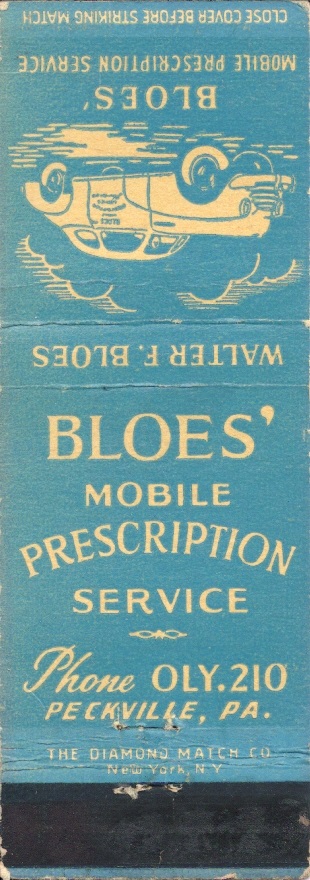 CLOSE COVER BEFORE STRIKING MATCH
MOBILE PRESCRIPTION SERVICE
BLOES'
WALTER F. BLOES
BLOES'
MOBILE
PRESCRIPTION
SERVICE
Phone OLY.210
PECKVILLE, PA.
THE DIAMOND MATCH CO
New York, N Y